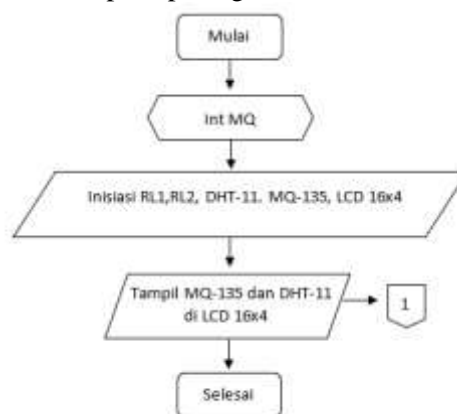 Mulai
Int MQ
Inisiasi RL1,RL2, DHT-11. MQ-135, LCD 16x4
Tampil MQ-135 dan DHT-11
di LCD 16x4
1
Selesai